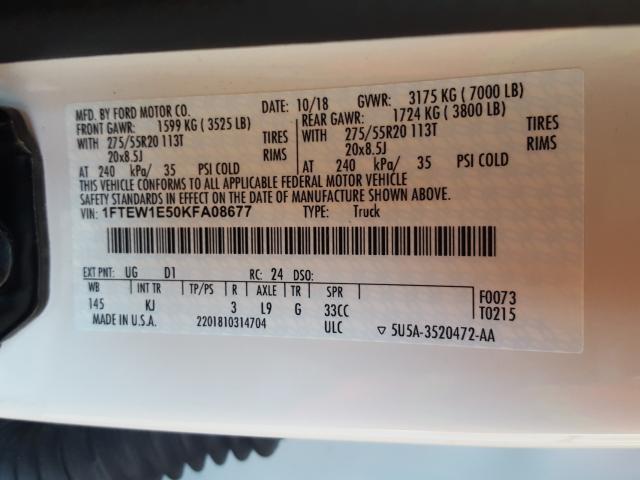 MFD. BY FORD MOTOR CO. DATE: 10/18 GVWR: 3175 KG ( 7000 LB)
FRONT GAWR: 1599 KG ( 3525 LB) REAR GAWR: 1724 KG ( 3800 LB)
WITH 275/55R20 113T TIRES WITH 275/55R20 113T TIRES
20x8.5J RIMS 20x8.5J RIMS
AT 240 kPa/ 35 PSI COLD AT 240 kPa/ 35 PSI COLD
THIS VEHICLE CONFORMS TO ALL APPLICABLE FEDERAL MOTOR VEHICLE
SAFETY STANDARDS IN EFFECT ON THE DATE OF MANUFACTURE SHOWN ABOVE.
VIN: 1FTEW1E50KFA08677 TYPE: Truck
EXT PNT: UG D1 RC: 24 DSO:
WB INT TR TP/PS R AXLE TR SPR F0073
145 KJ 3 L9 G 33CC T0215
MADE IN U.S.A. 2201810314704 ULC ▽ 5U5A-3520472-AA